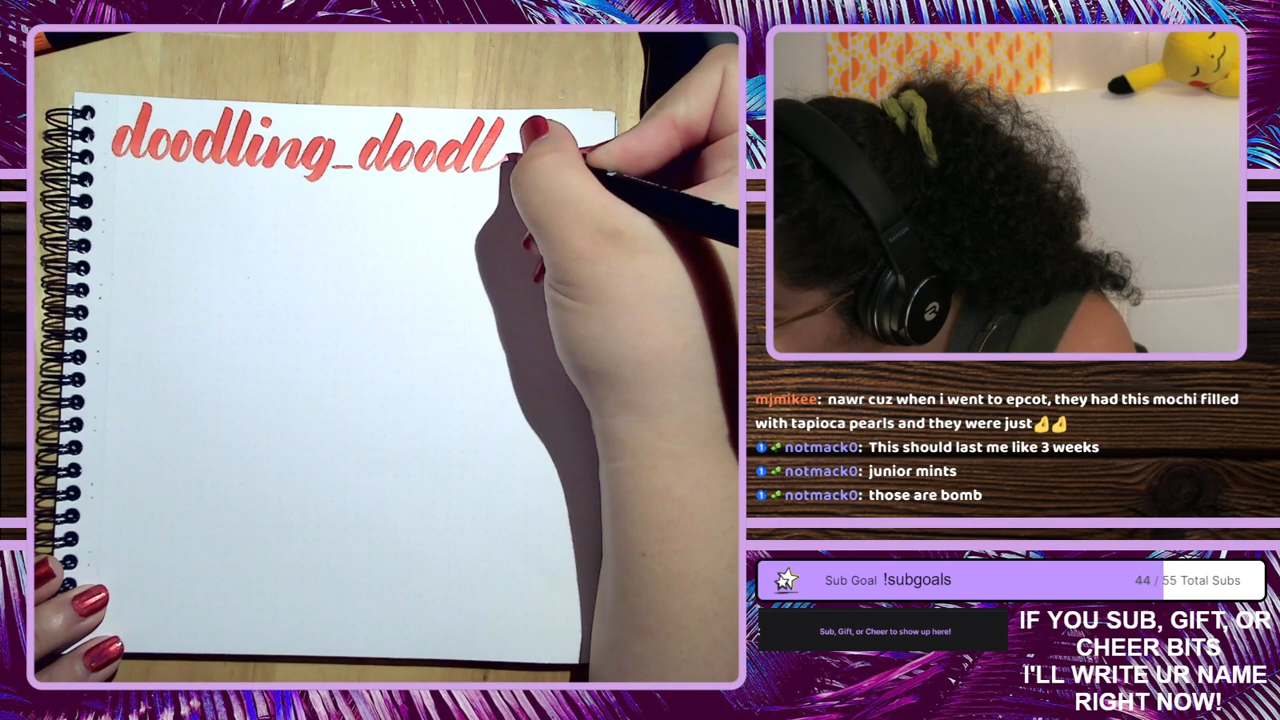 doodling_doodl
mjmikee: nawr cuz when i went to epcot, they had this mochi filled
with tapioca pearls and they were just
notmack0: This should last me like 3 weeks
notmack0: junior mints
notmack0: those are bomb
Sub Goal !subgoals 44 / 55 Total Subs
Sub, Gift, or Cheer to show up here!
IF YOU SUB, GIFT, OR
CHEER BITS
I'LL WRITE UR NAME
RIGHT NOW!